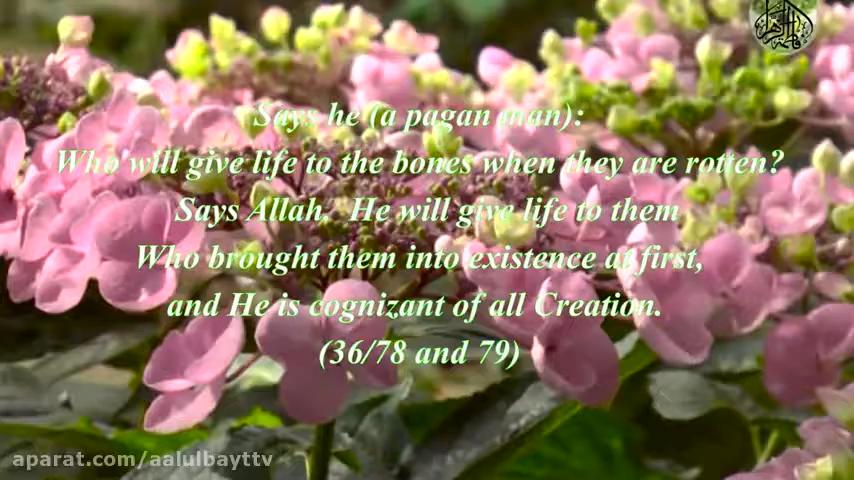 Says he (a pagan man):
Who will give life to the bones when they are rotten?
Says Allah, He will give life to them
Who brought them into existence at first,
and He is cognizant of all Creation.
(36/78 and 79)
aparat.com/aalulbayttv